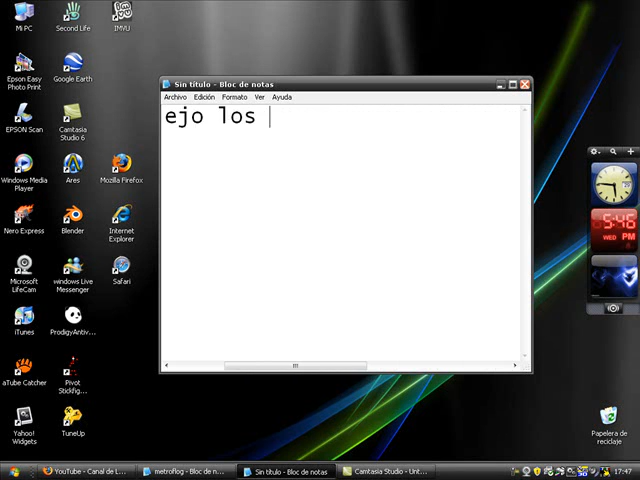 Mi PC
Second Life
IMVU
Epson Easy
Photo Print
Google Earth
EPSON Scan
Camtasia
Studio 6
Windows Media
Player
Ares
Mozilla Firefox
Nero Express
Blender
Internet
Explorer
Microsoft
LifeCam
windows Live
Messenger
Safari
iTunes
ProdigyAntiv...
aTube Catcher
Pivot
Stickfig...
Yahoo!
Widgets
TuneUp
Sin título - Bloc de notas
Archivo Edición Formato Ver Ayuda
ejo los
5:46
WED PM
Papelera de
reciclaje
YouTube - Canal de L...
metroflog - Bloc de n...
Sin título - Bloc de notas
Camtasia Studio - Unt...
17:47